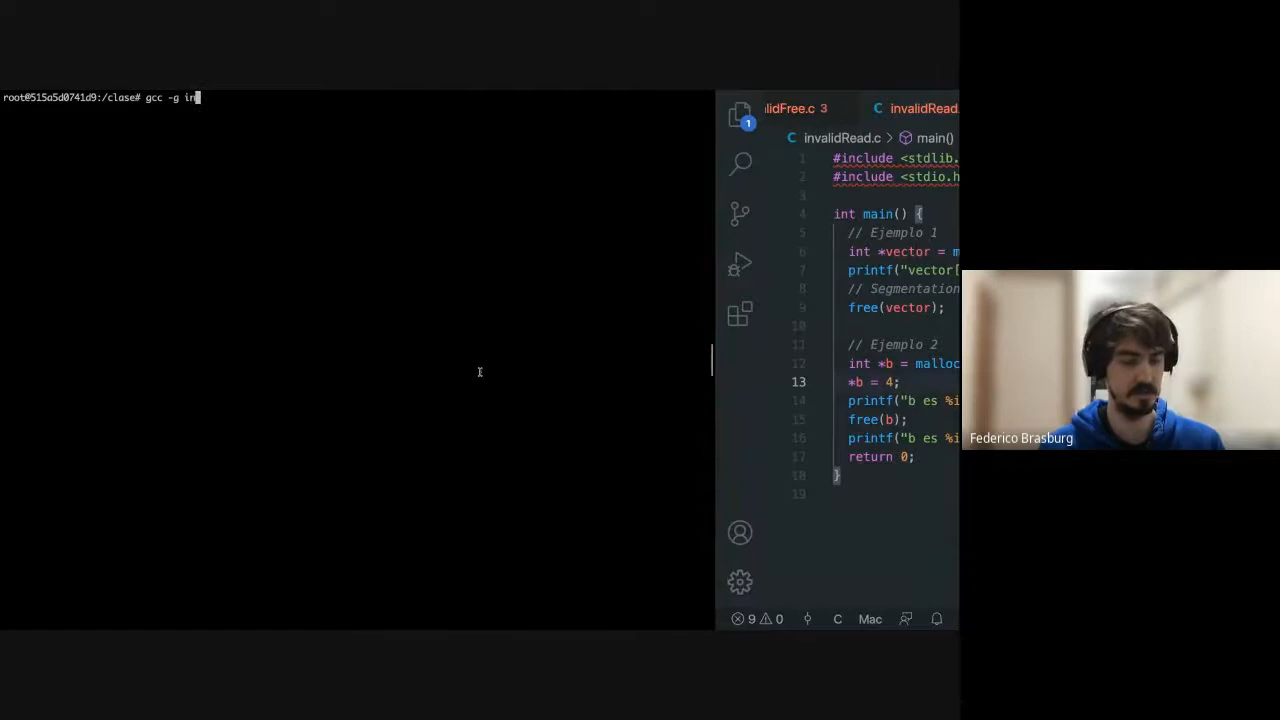 root@515a5d0741d9:/clase# gcc -g in
lidFree.c 3
C invalidRead.
1
C invalidRead.c > main()
1 #include <stdlib.
2 #include <stdio.h
3
4 int main() {
5 // Ejemplo 1
6 int *vector = m
7 printf("vector[
8 // Segmentation
9 free(vector);
10
11 // Ejemplo 2
12 int *b = malloc
13 *b = 4;
14 printf("b es %i
15 free(b);
16 printf("b es %i
17 return 0;
18 }
19
9 0 C Mac
Federico Brasburg